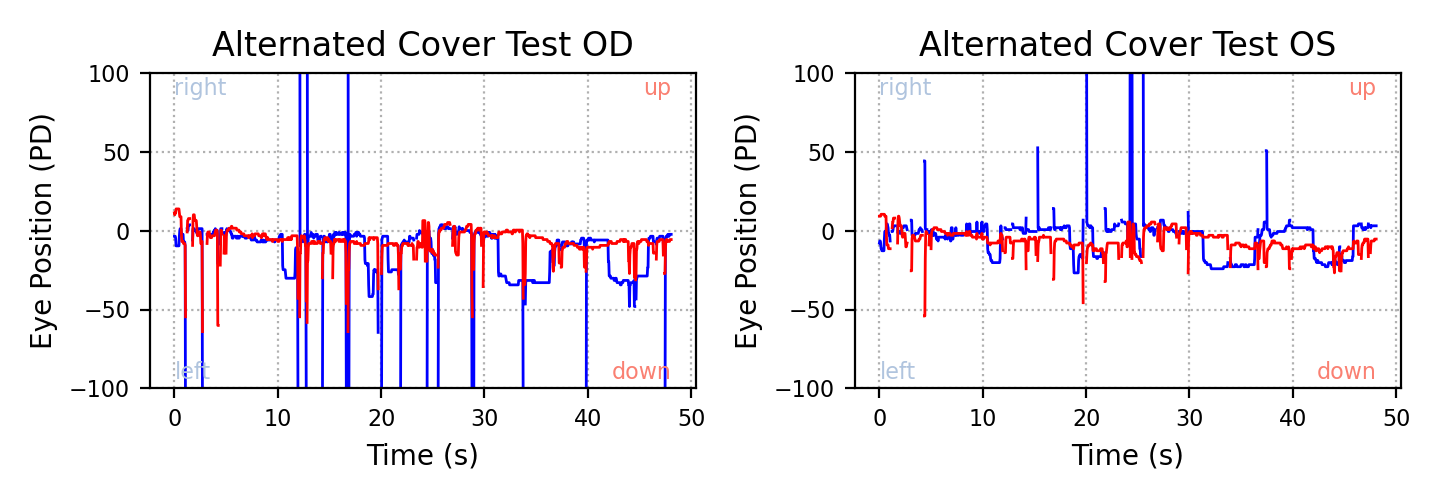 Alternated Cover Test OD
Eye Position (PD)
100
50
0
−50
−100
right
up
left
down
0 10 20 30 40 50
Time (s)
Alternated Cover Test OS
Eye Position (PD)
100
50
0
−50
−100
right
up
left
down
0 10 20 30 40 50
Time (s)